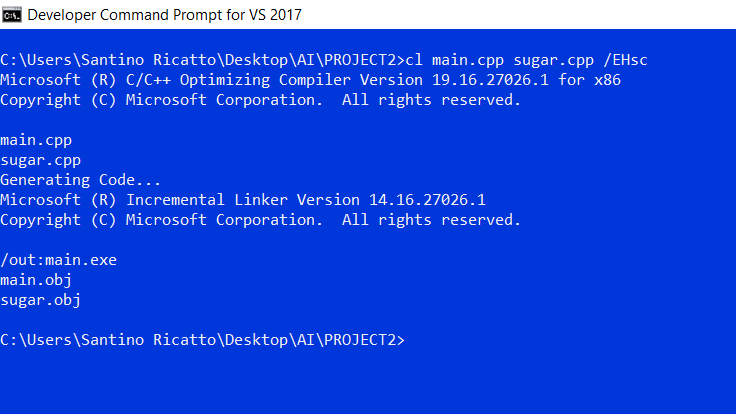 Developer Command Prompt for VS 2017
C:\Users\Santino Ricatto\Desktop\AI\PROJECT2>cl main.cpp sugar.cpp /EHsc
Microsoft (R) C/C++ Optimizing Compiler Version 19.16.27026.1 for x86
Copyright (C) Microsoft Corporation.  All rights reserved.
main.cpp
sugar.cpp
Generating Code...
Microsoft (R) Incremental Linker Version 14.16.27026.1
Copyright (C) Microsoft Corporation.  All rights reserved.
/out:main.exe
main.obj
sugar.obj
C:\Users\Santino Ricatto\Desktop\AI\PROJECT2>